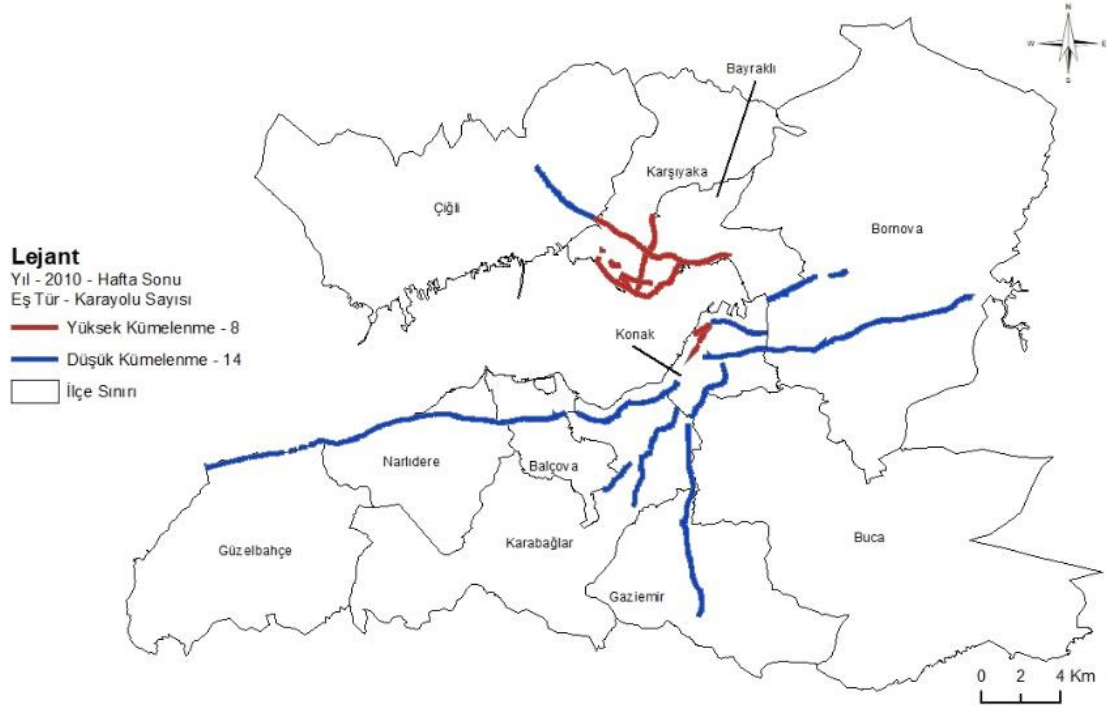 N
W E
S
Bayraklı
Karşıyaka
Çiğli
Bornova
Lejant
Yıl - 2010 - Hafta Sonu
Eş Tür - Karayolu Sayısı
Yüksek Kümelenme - 8
Düşük Kümelenme - 14
İlçe Sınırı
Konak
Narlıdere
Balçova
Güzelbahçe
Karabağlar
Buca
Gaziemir
0 2 4 Km